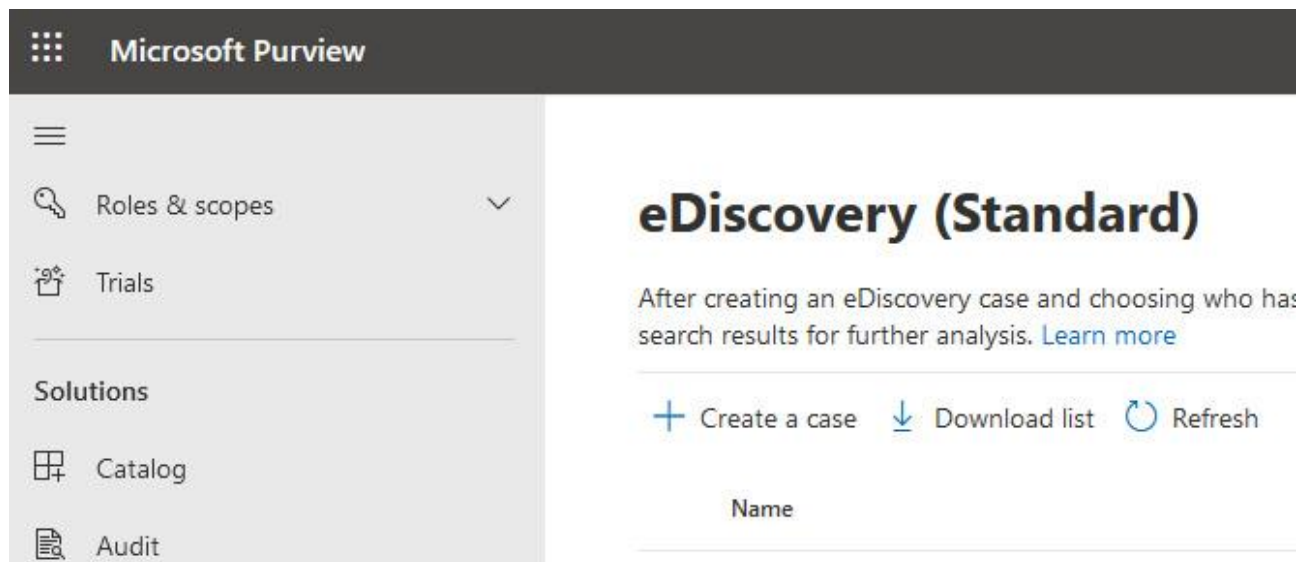 Microsoft Purview
Roles & scopes
Trials
Solutions
Catalog
Audit
eDiscovery (Standard)
After creating an eDiscovery case and choosing who has
search results for further analysis. Learn more
Create a case Download list Refresh
Name